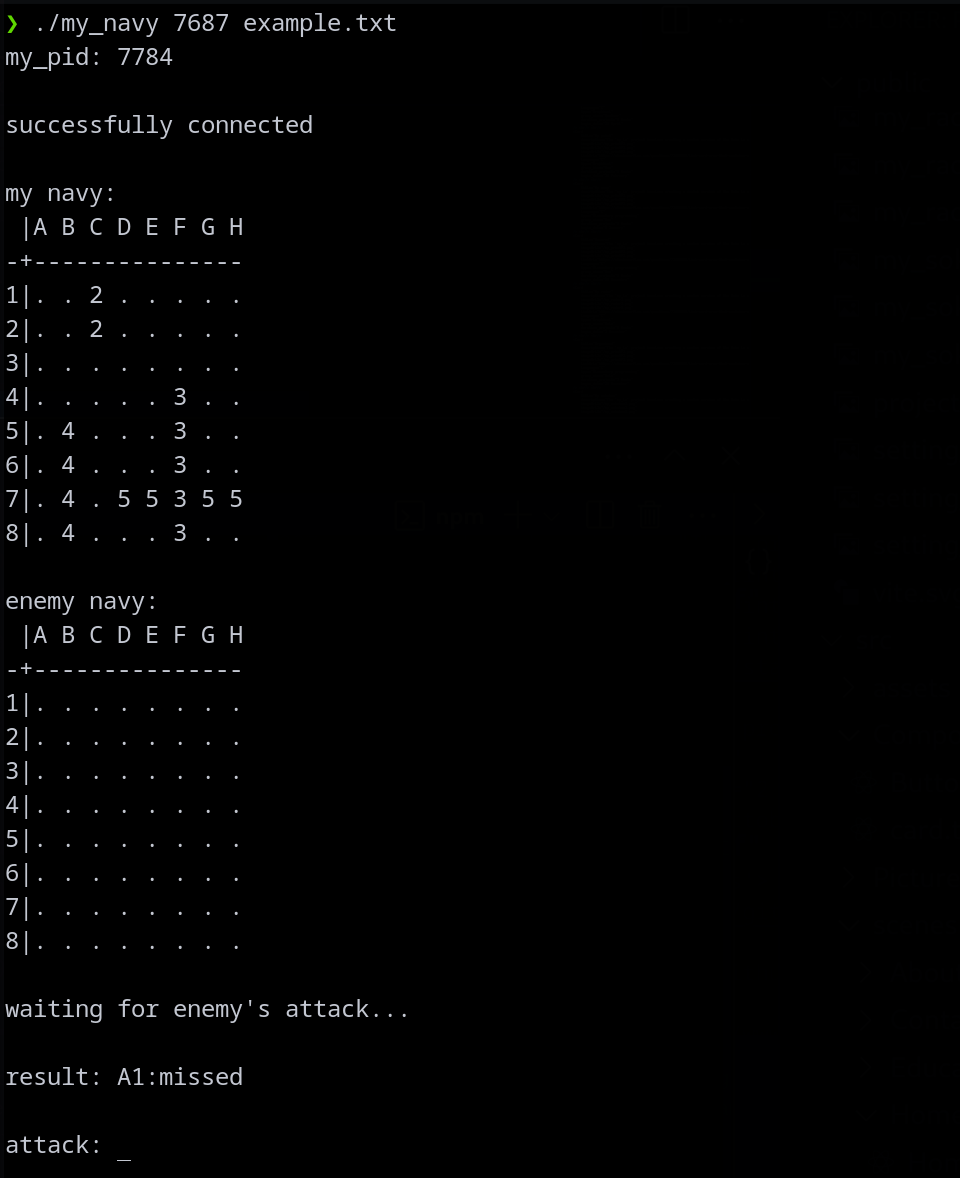 ❯ ./my_navy 7687 example.txt
my_pid: 7784
successfully connected
my navy:
 |A B C D E F G H
-+---------------
1|. . 2 . . . . .
2|. . 2 . . . . .
3|. . . . . . . .
4|. . . . . 3 . .
5|. 4 . . . 3 . .
6|. 4 . . . 3 . .
7|. 4 . 5 5 3 5 5
8|. 4 . . . 3 . .
enemy navy:
 |A B C D E F G H
-+---------------
1|. . . . . . . .
2|. . . . . . . .
3|. . . . . . . .
4|. . . . . . . .
5|. . . . . . . .
6|. . . . . . . .
7|. . . . . . . .
8|. . . . . . . .
waiting for enemy's attack...
result: A1:missed
attack: _